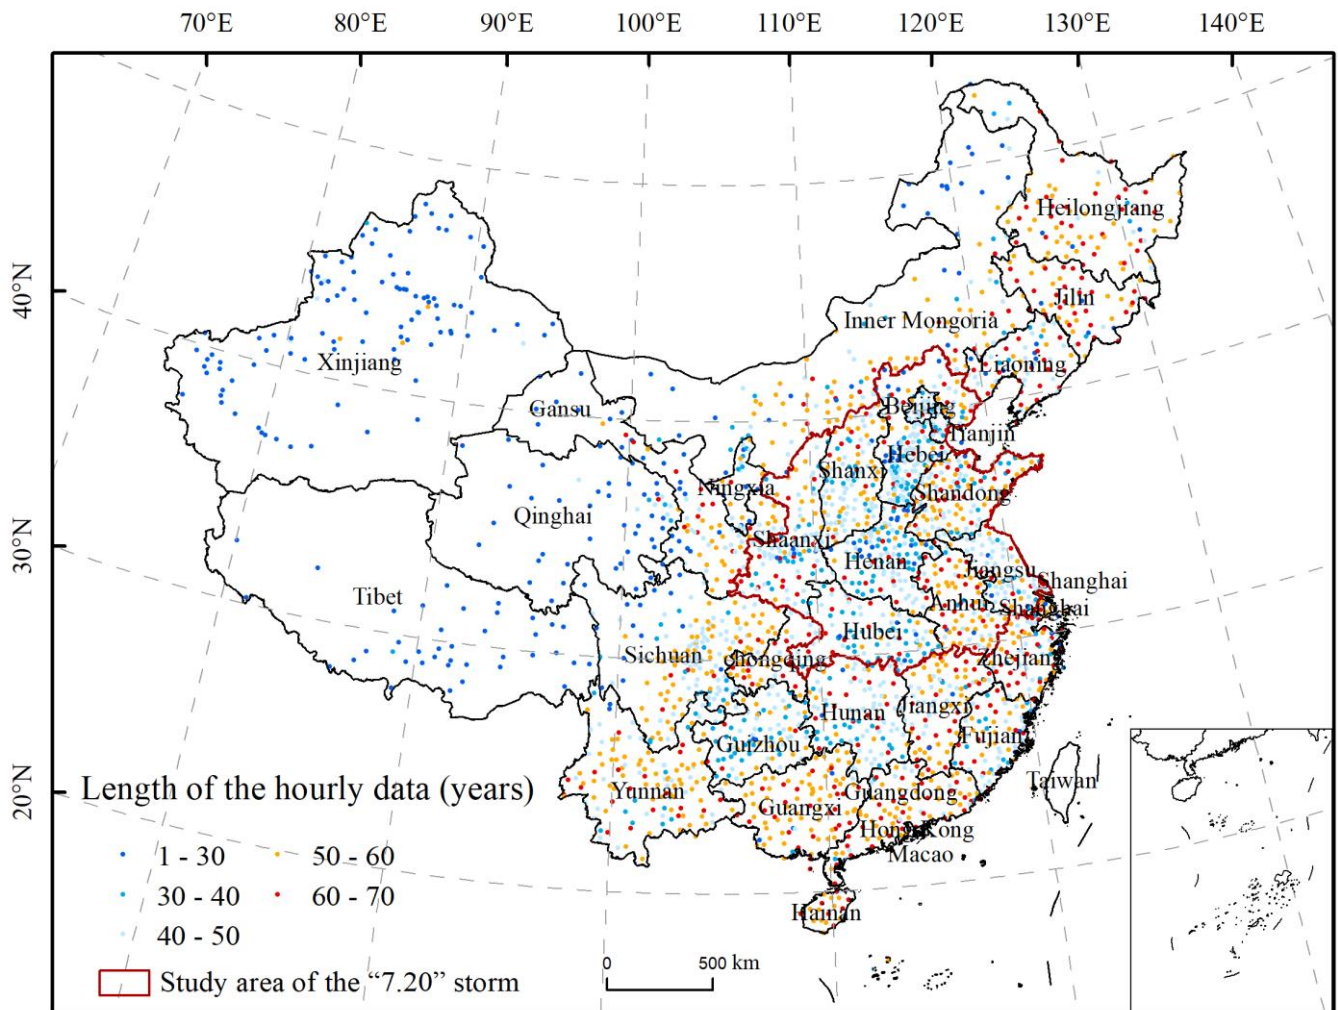 70°E 80°E 90°E 100°E 110°E 120°E 130°E 140°E
40°N
30°N
20°N
Heilongjiang
Jilin
Inner Mongoria
Liaoning
Xinjiang
Gansu
Beijing
Tianjin
Hebei
Shanxi
Ningxia
Shandong
Qinghai
Shaanxi
Henan
Jiangsu
Shanghai
Tibet
Anhui
Shanghai
Hubei
Sichuan
chongqing
Zhejiang
Hunan
Jiangxi
Guizhou
Fujian
Taiwan
Yunnan
Guangxi
Guangdong
Hong Kong
Macao
Hainan
Length of the hourly data (years)
1 - 30
50 - 60
30 - 40
60 - 70
40 - 50
Study area of the “7.20” storm
0 500 km